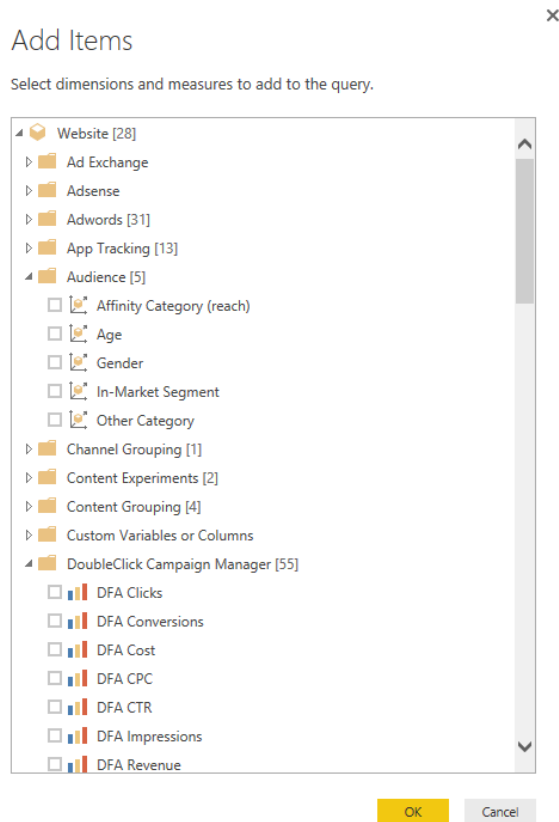 Add Items
Select dimensions and measures to add to the query.
Website [28]
Ad Exchange
Adsense
Adwords [31]
App Tracking [13]
Audience [5]
Affinity Category (reach)
Age
Gender
In-Market Segment
Other Category
Channel Grouping [1]
Content Experiments [2]
Content Grouping [4]
Custom Variables or Columns
DoubleClick Campaign Manager [55]
DFA Clicks
DFA Conversions
DFA Cost
DFA CPC
DFA CTR
DFA Impressions
DFA Revenue
OK Cancel